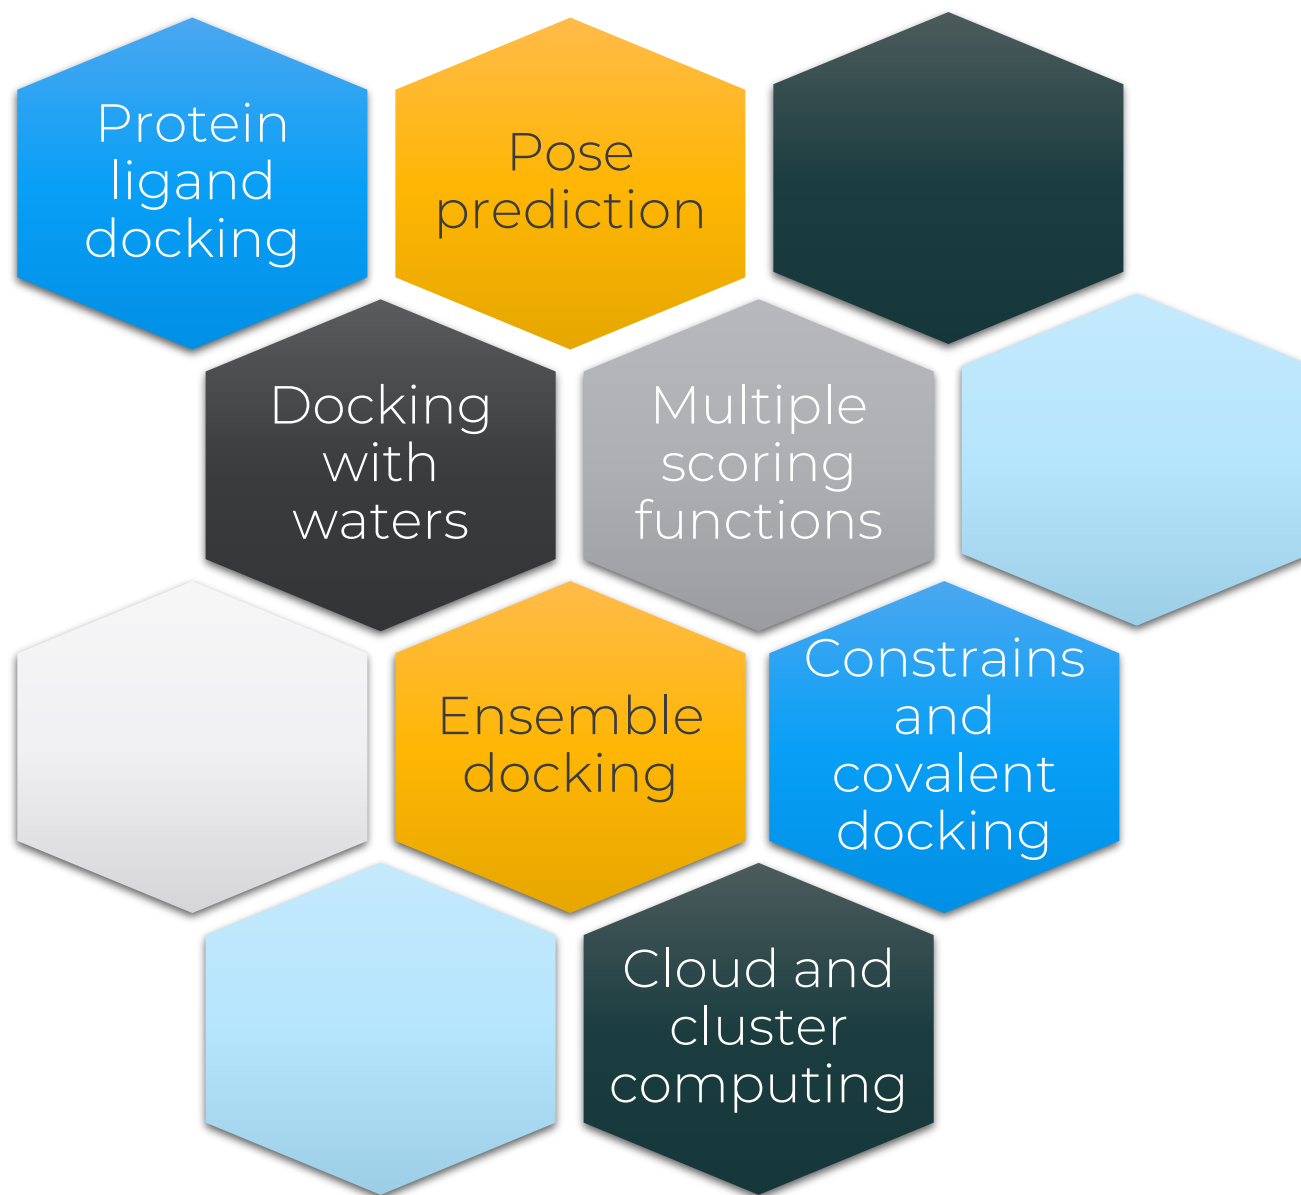 Protein
ligand
docking
Pose
prediction
Docking
with
waters
Multiple
scoring
functions
Ensemble
docking
Constrains
and
covalent
docking
Cloud and
cluster
computing